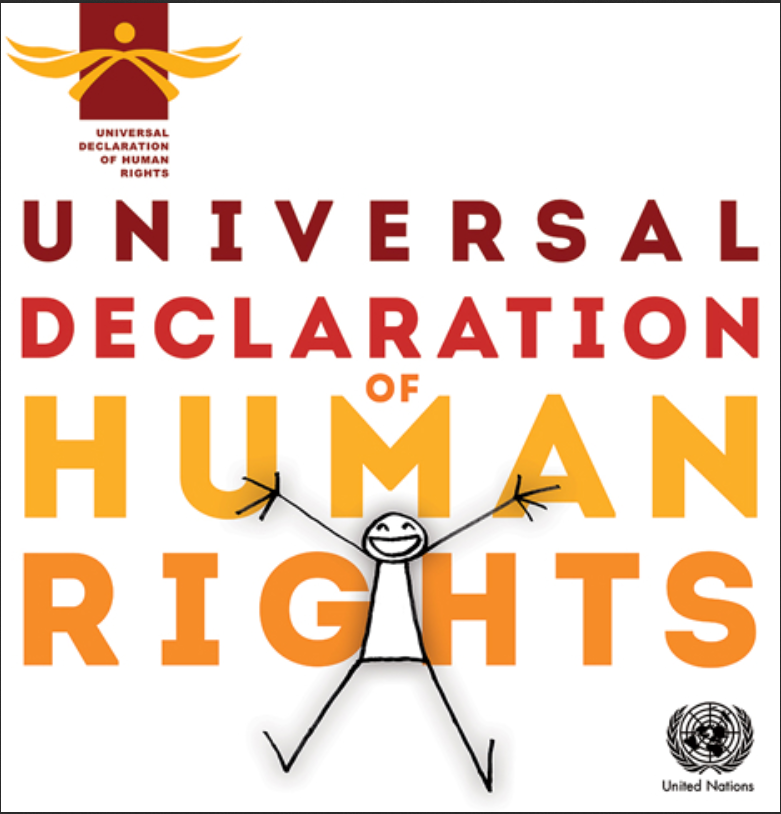 UNIVERSAL
DECLARATION
OF HUMAN
RIGHTS
UNIVERSAL
DECLARATION
OF
HUMAN
RIGHTS
United Nations